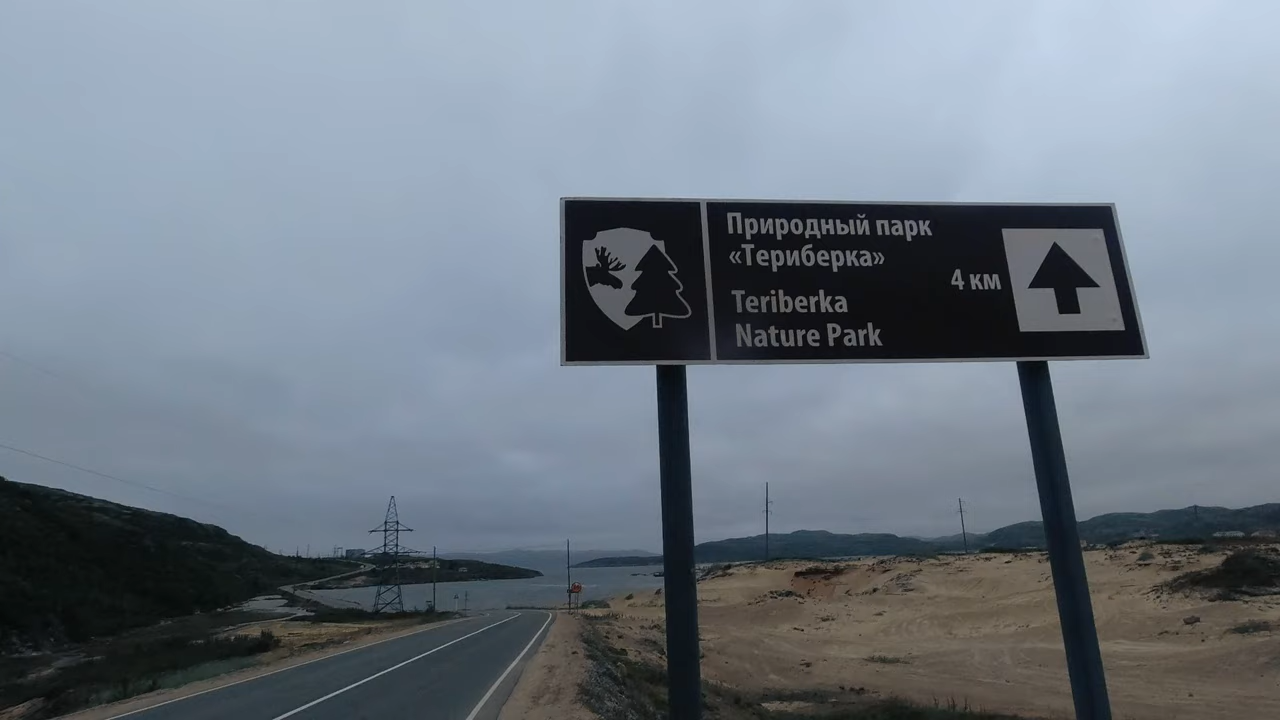 Природный парк
«Териберка»
Teriberka
Nature Park
4 км